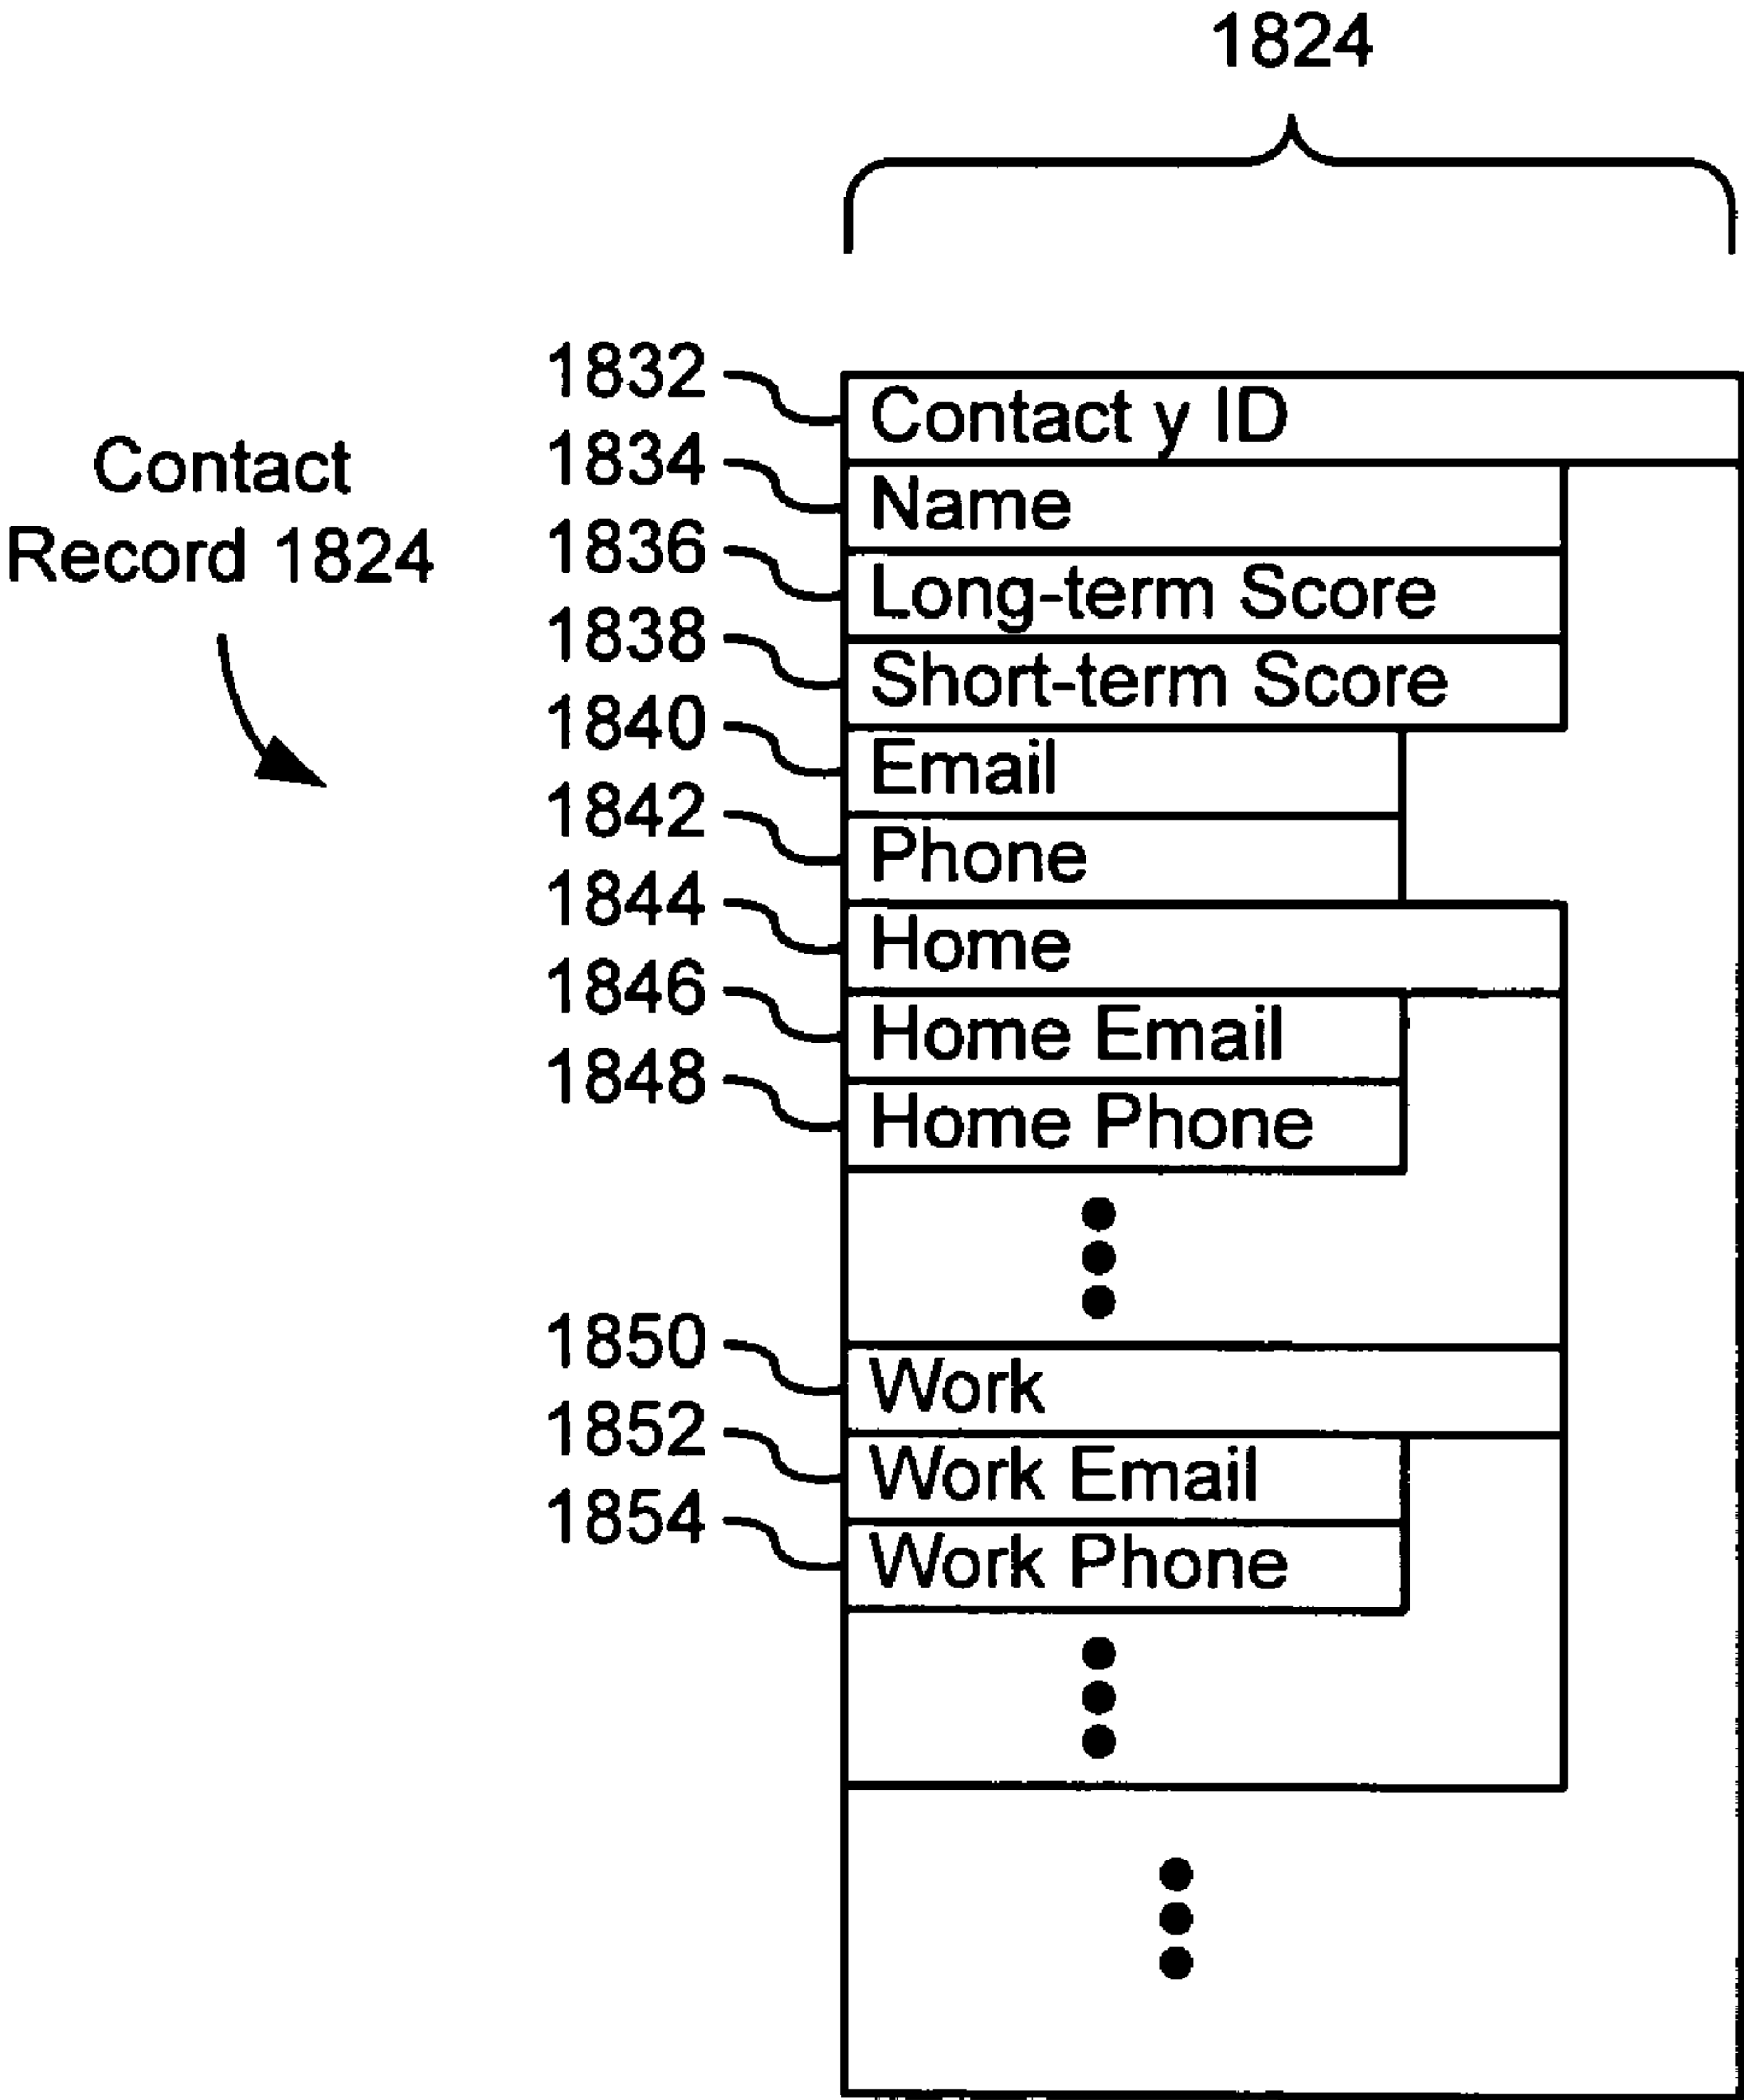 1824
Contact
Record 1824
1832 Contact y ID
1834 Name
1836 Long-term Score
1838 Short-term Score
1840 Email
1842 Phone
1844 Home
1846 Home Email
1848 Home Phone
1850 Work
1852 Work Email
1854 Work Phone